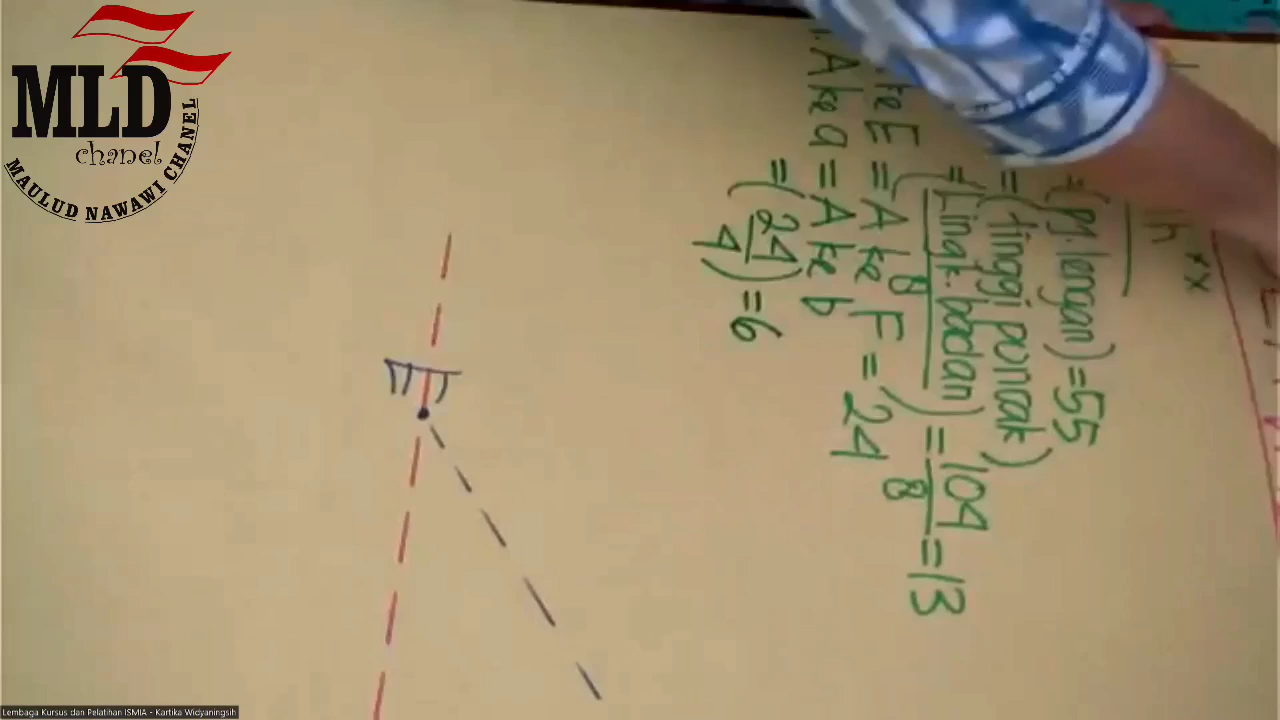 MLD
chanel
MAULUD NAWAWI CHANEL
= (Pj. lengan) = 55
= (tinggi puncak)
= (Lingk. badan) = 104 = 13
8 8
ke E = A ke F = 24
A ke a = A ke b
= (24) = 6
4
E
Lembaga Kursus dan Pelatihan ISMIA - Kartika Widyaningsih